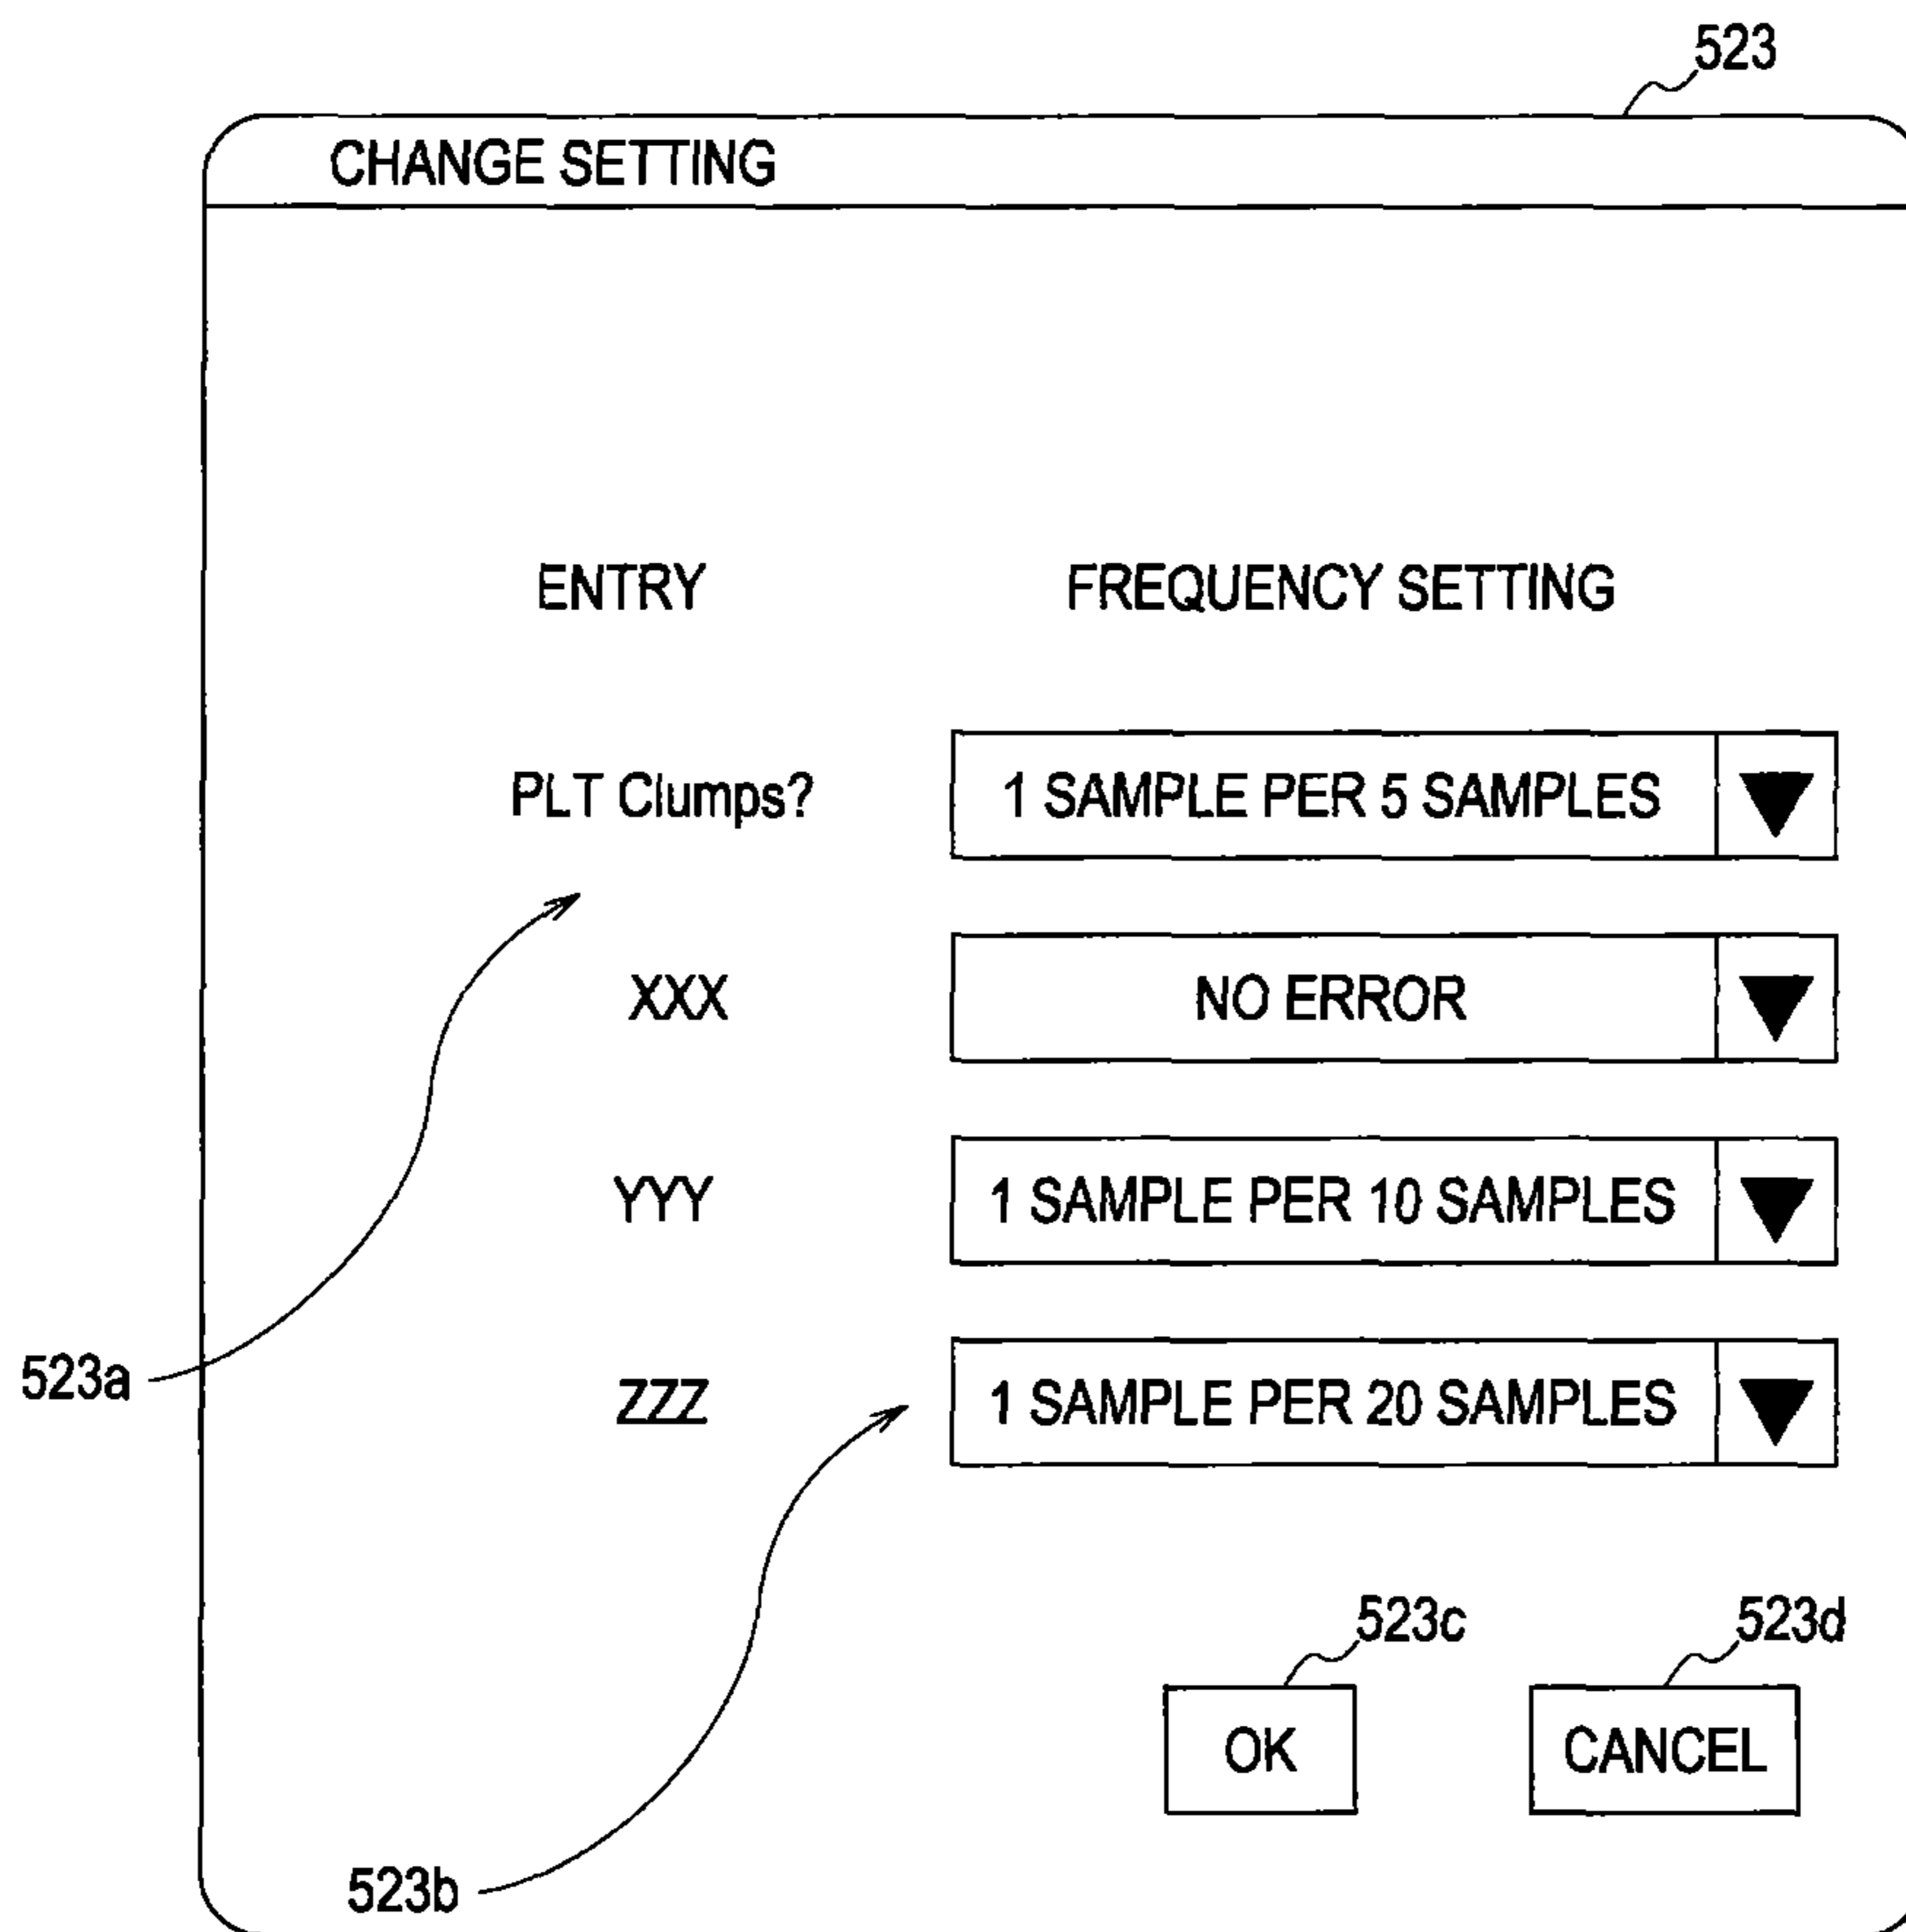 523
CHANGE SETTING
ENTRY FREQUENCY SETTING
PLT Clumps? 1 SAMPLE PER 5 SAMPLES
XXX NO ERROR
YYY 1 SAMPLE PER 10 SAMPLES
523a ZZZ 1 SAMPLE PER 20 SAMPLES
523c 523d
OK CANCEL
523b